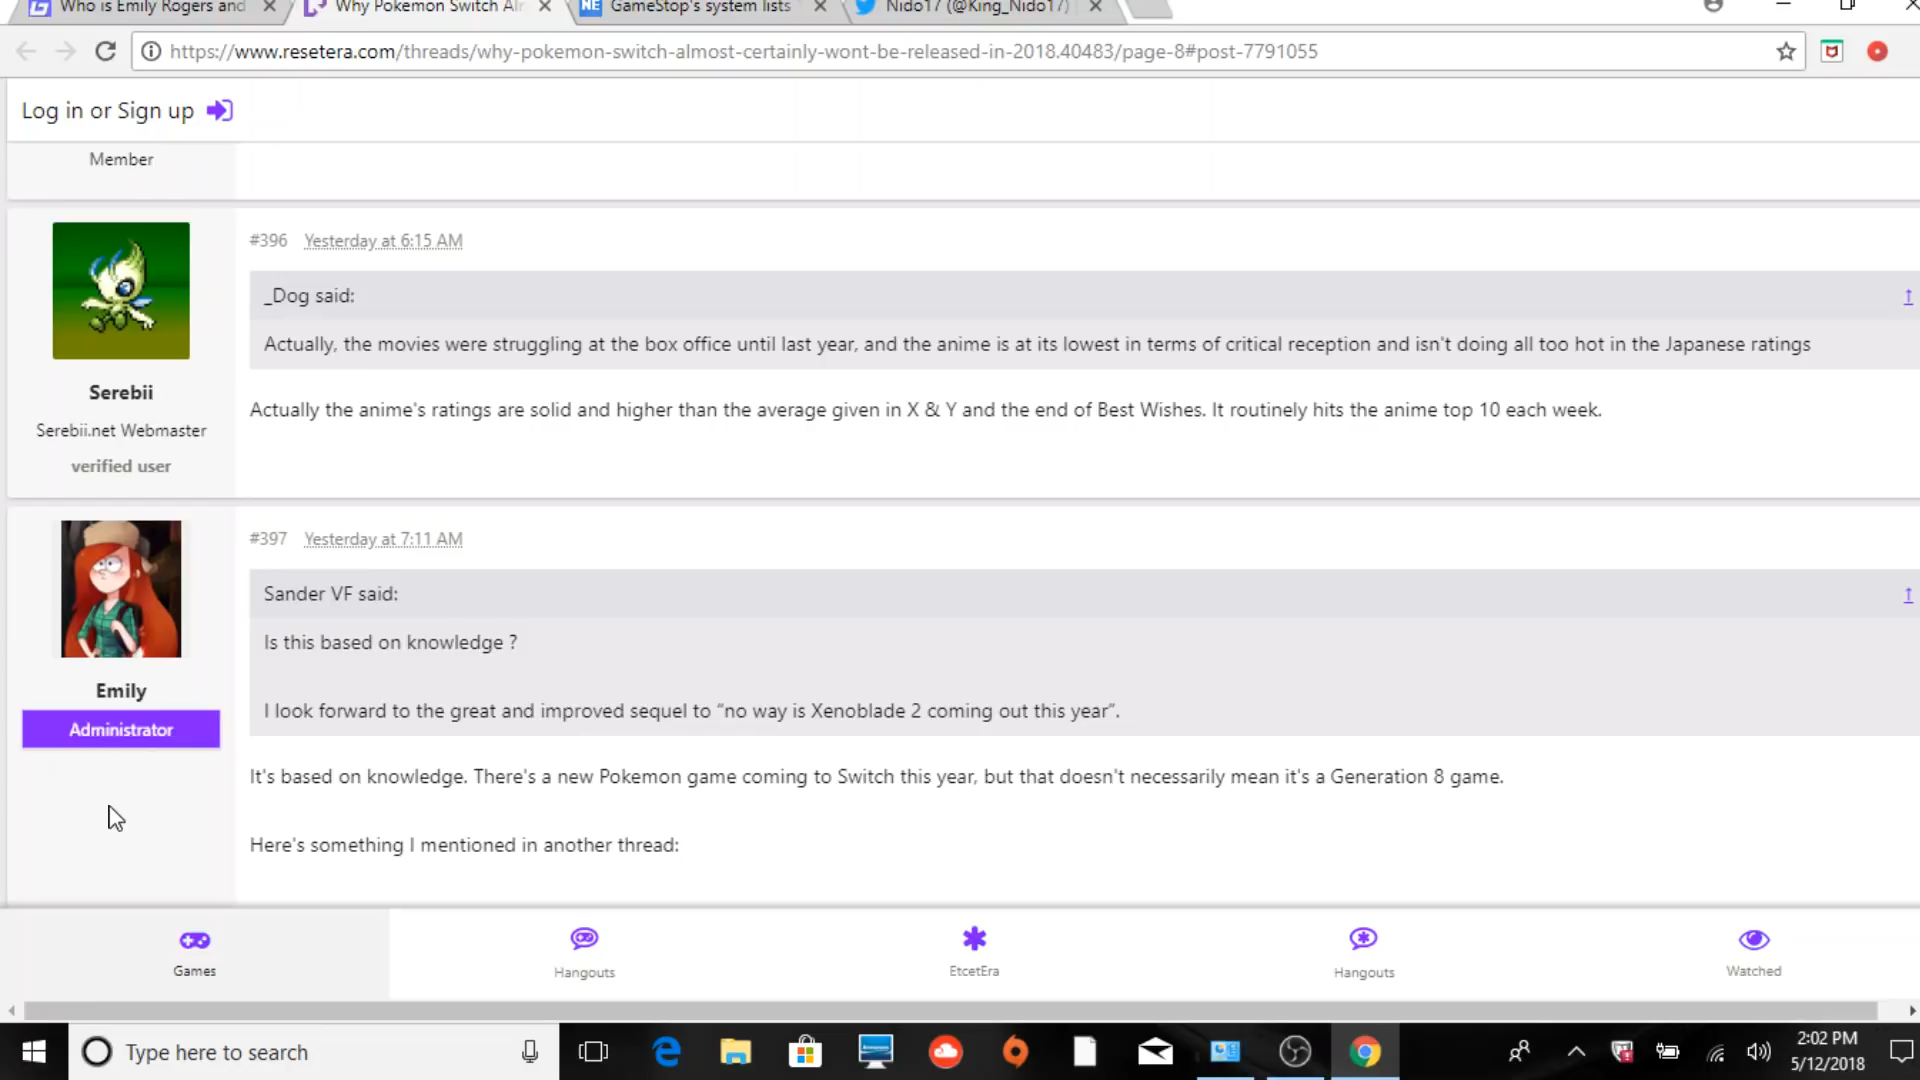 Who is Emily Rogers and
Why Pokemon Switch Al
NE GameStop's system lists
Nido17 (@King_Nido17)
https://www.resetera.com/threads/why-pokemon-switch-almost-certainly-wont-be-released-in-2018.40483/page-8#post-7791055
Log in or Sign up
Member
#396 Yesterday at 6:15 AM
_Dog said: ↑
Actually, the movies were struggling at the box office until last year, and the anime is at its lowest in terms of critical reception and isn't doing all too hot in the Japanese ratings
Serebii
Serebii.net Webmaster
verified user
Actually the anime's ratings are solid and higher than the average given in X & Y and the end of Best Wishes. It routinely hits the anime top 10 each week.
#397 Yesterday at 7:11 AM
Sander VF said: ↑
Is this based on knowledge ?
I look forward to the great and improved sequel to “no way is Xenoblade 2 coming out this year”.
Emily
Administrator
It's based on knowledge. There's a new Pokemon game coming to Switch this year, but that doesn't necessarily mean it's a Generation 8 game.
Here's something I mentioned in another thread:
Games
Hangouts
EtcetEra
Hangouts
Watched
Type here to search
2:02 PM
5/12/2018